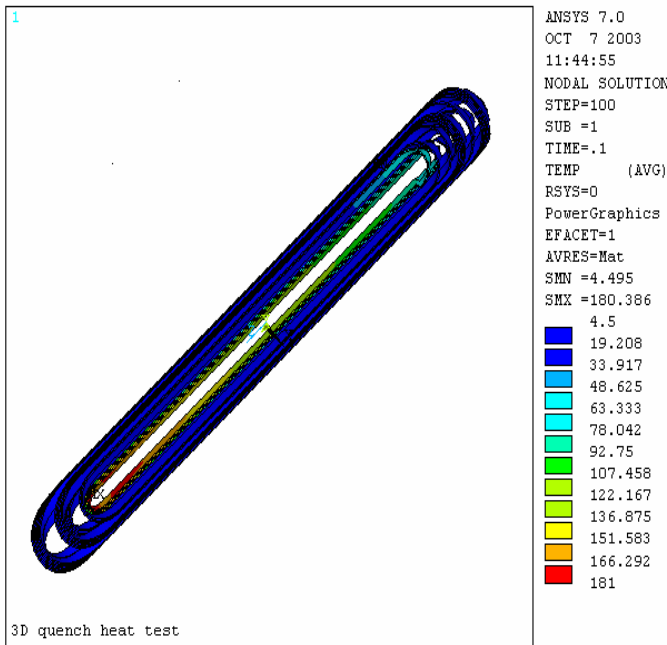 1
ANSYS 7.0
OCT 7 2003
11:44:55
NODAL SOLUTION
STEP=100
SUB =1
TIME=.1
TEMP (AVG)
RSYS=0
PowerGraphics
EFACET=1
AVRES=Mat
SMN =4.495
SMX =180.386
4.5
19.208
33.917
48.625
63.333
78.042
92.75
107.458
122.167
136.875
151.583
166.292
181
3D quench heat test